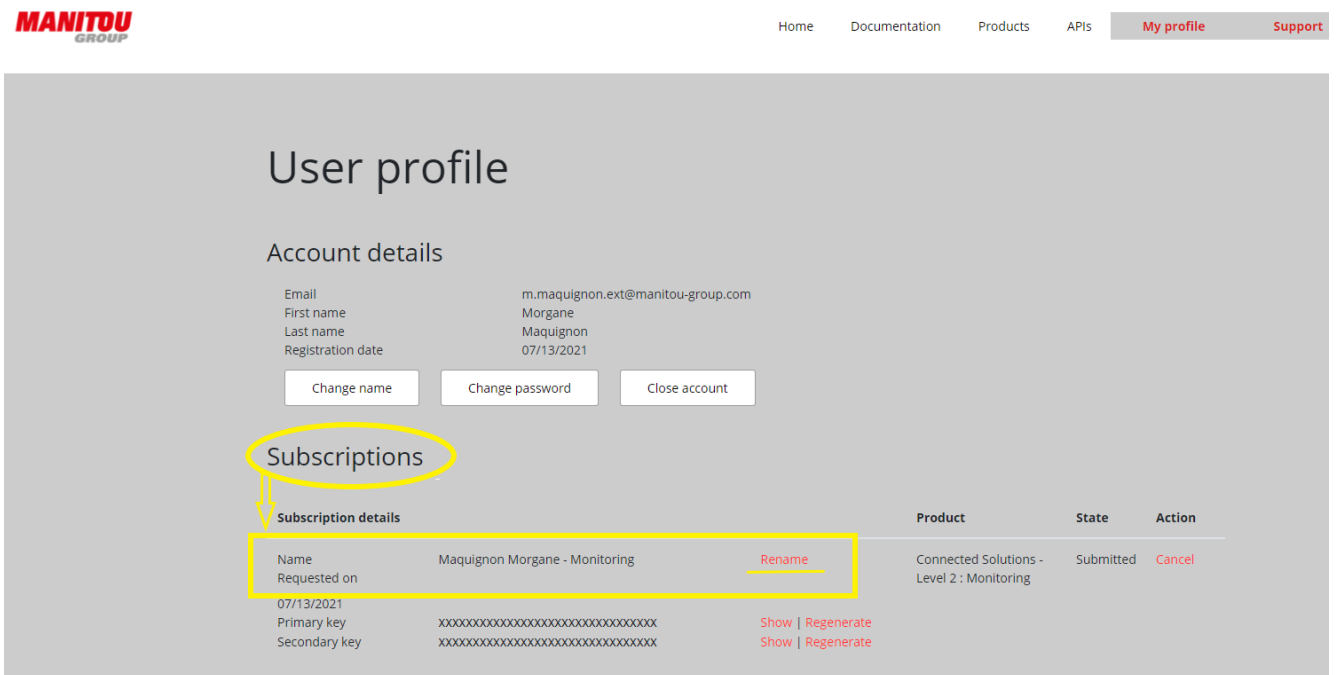 MANITOU
GROUP
Home Documentation Products APIs My profile Support
User profile
Account details
Email m.maquignon.ext@manitou-group.com
First name Morgane
Last name Maquignon
Registration date 07/13/2021
Change name Change password Close account
Subscriptions
Subscription details Product State Action
Name Maquignon Morgane - Monitoring Rename Connected Solutions - Submitted Cancel
Requested on Level 2 : Monitoring
07/13/2021
Primary key XXXXXXXXXXXXXXXXXXXXXXXXXXXXXXXX Show | Regenerate
Secondary key XXXXXXXXXXXXXXXXXXXXXXXXXXXXXXXX Show | Regenerate